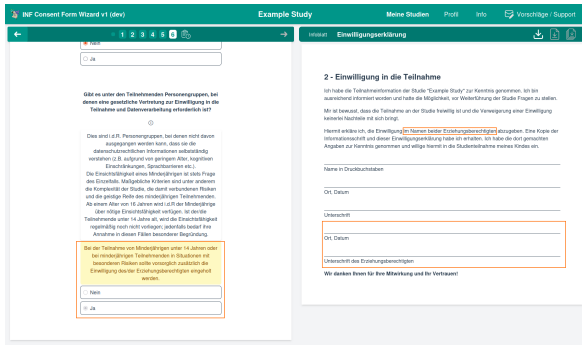 INF Consent Form Wizard v1 (dev)
Example Study
Meine Studien
Profil
Info
Vorschläge / Support
1 2 3 4 5 6
Infoblatt
Einwilligungserklärung
Nein
Ja
Gibt es unter den Teilnehmenden Personengruppen, bei
denen eine gesetzliche Vertretung zur Einwilligung in die
Teilnahme und Datenverarbeitung erforderlich ist?
Dies sind i.d.R. Personengruppen, bei denen nicht davon
ausgegangen werden kann, dass sie die
datenschutzrechtlichen Informationen selbstständig
verstehen (z.B. aufgrund von geringem Alter, kognitiven
Einschränkungen, Sprachbarrieren etc.).
Die Einsichtsfähigkeit eines Minderjährigen ist stets Frage
des Einzelfalls. Maßgebliche Kriterien sind unter anderem
die Komplexität der Studie, die damit verbundenen Risiken
und die geistige Reife des minderjährigen Teilnehmenden.
Ab einem Alter von 16 Jahren wird i.d.R der Minderjährige
über nötige Einsichtsfähigkeit verfügen. Ist der/die
Teilnehmende unter 14 Jahre alt, wird die Einsichtsfähigkeit
regelmäßig noch nicht vorliegen; jedenfalls bedarf ihre
Annahme in diesen Fällen besonderer Begründung.
Bei der Teilnahme von Minderjährigen unter 14 Jahren oder
bei minderjährigen Teilnehmenden in Situationen mit
besonderen Risiken sollte vorsorglich zusätzlich die
Einwilligung des/der Erziehungsberechtigten eingeholt
werden.
Nein
Ja
2 - Einwilligung in die Teilnahme
Ich habe die Teilnehmerinformation der Studie "Example Study" zur Kenntnis genommen. Ich bin
ausreichend informiert worden und hatte die Möglichkeit, vor Weiterführung der Studie Fragen zu stellen.
Mir ist bewusst, dass die Teilnahme an der Studie freiwillig ist und die Verweigerung einer Einwilligung
keinerlei Nachteile mit sich bringt.
Hiermit erkläre ich, die Einwilligung im Namen beider Erziehungsberechtigten abzugeben. Eine Kopie der
Informationsschrift und dieser Einwilligungserklärung habe ich erhalten. Ich habe die dort gemachten
Angaben zur Kenntnis genommen und willige hiermit in die Studienteilnahme meines Kindes ein.
Name in Druckbuchstaben
Ort, Datum
Unterschrift
Ort, Datum
Unterschrift des Erziehungsberechtigten
Wir danken Ihnen für Ihre Mitwirkung und Ihr Vertrauen!